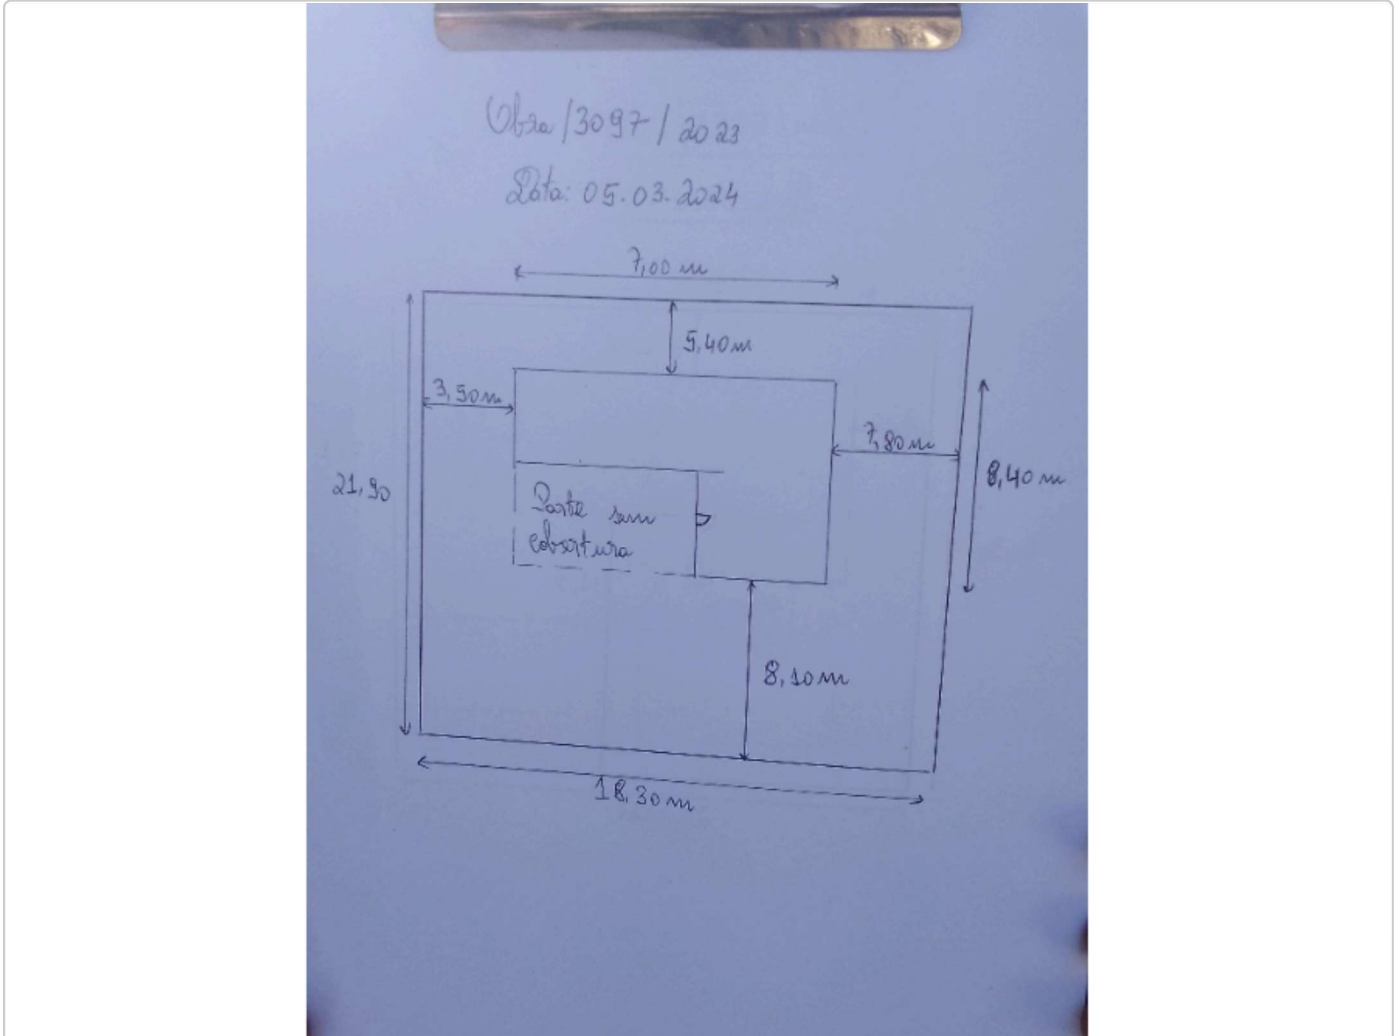 Obra/3097/2023
Data: 05.03.2024
7,00 m
5,40 m
3,50 m
7,80 m
8,40 m
21,90
Parte sem
cobertura
8,10 m
18,30 m